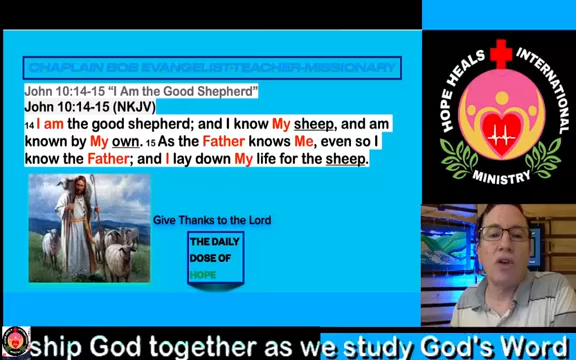 CHAPLAIN BOB EVANGELIST-TEACHER-MISSIONARY
John 10:14-15 “I Am the Good Shepherd”
John 10:14-15 (NKJV)
14 I am the good shepherd; and I know My sheep, and am
known by My own. 15 As the Father knows Me, even so I
know the Father; and I lay down My life for the sheep.
Give Thanks to the Lord
THE DAILY
DOSE OF
HOPE
HOPE HEALS INTERNATIONAL
MINISTRY
ship God together as we study God's Word